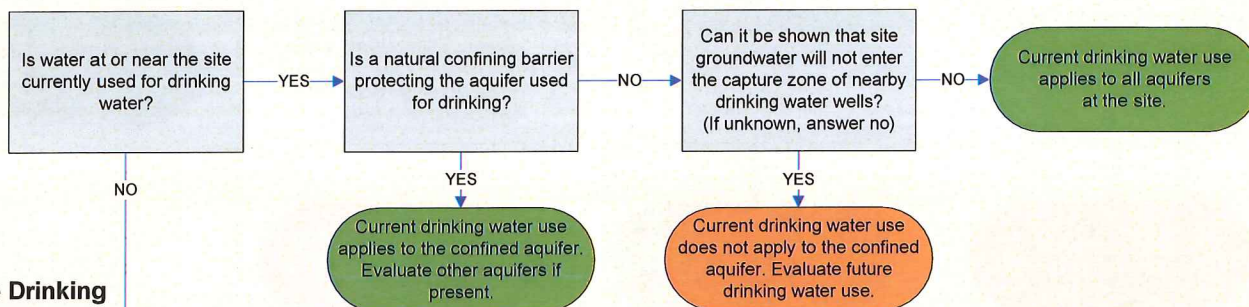 Is water at or near the site
currently used for drinking
water?
YES
Is a natural confining barrier
protecting the aquifer used
for drinking?
NO
Can it be shown that site
groundwater will not enter
the capture zone of nearby
drinking water wells?
(If unknown, answer no)
NO
Current drinking water use
applies to all aquifers
at the site.
NO
YES
YES
Current drinking water use
applies to the confined aquifer.
Evaluate other aquifers if
present.
Current drinking water use
does not apply to the confined
aquifer. Evaluate future
drinking water use.
Drinking